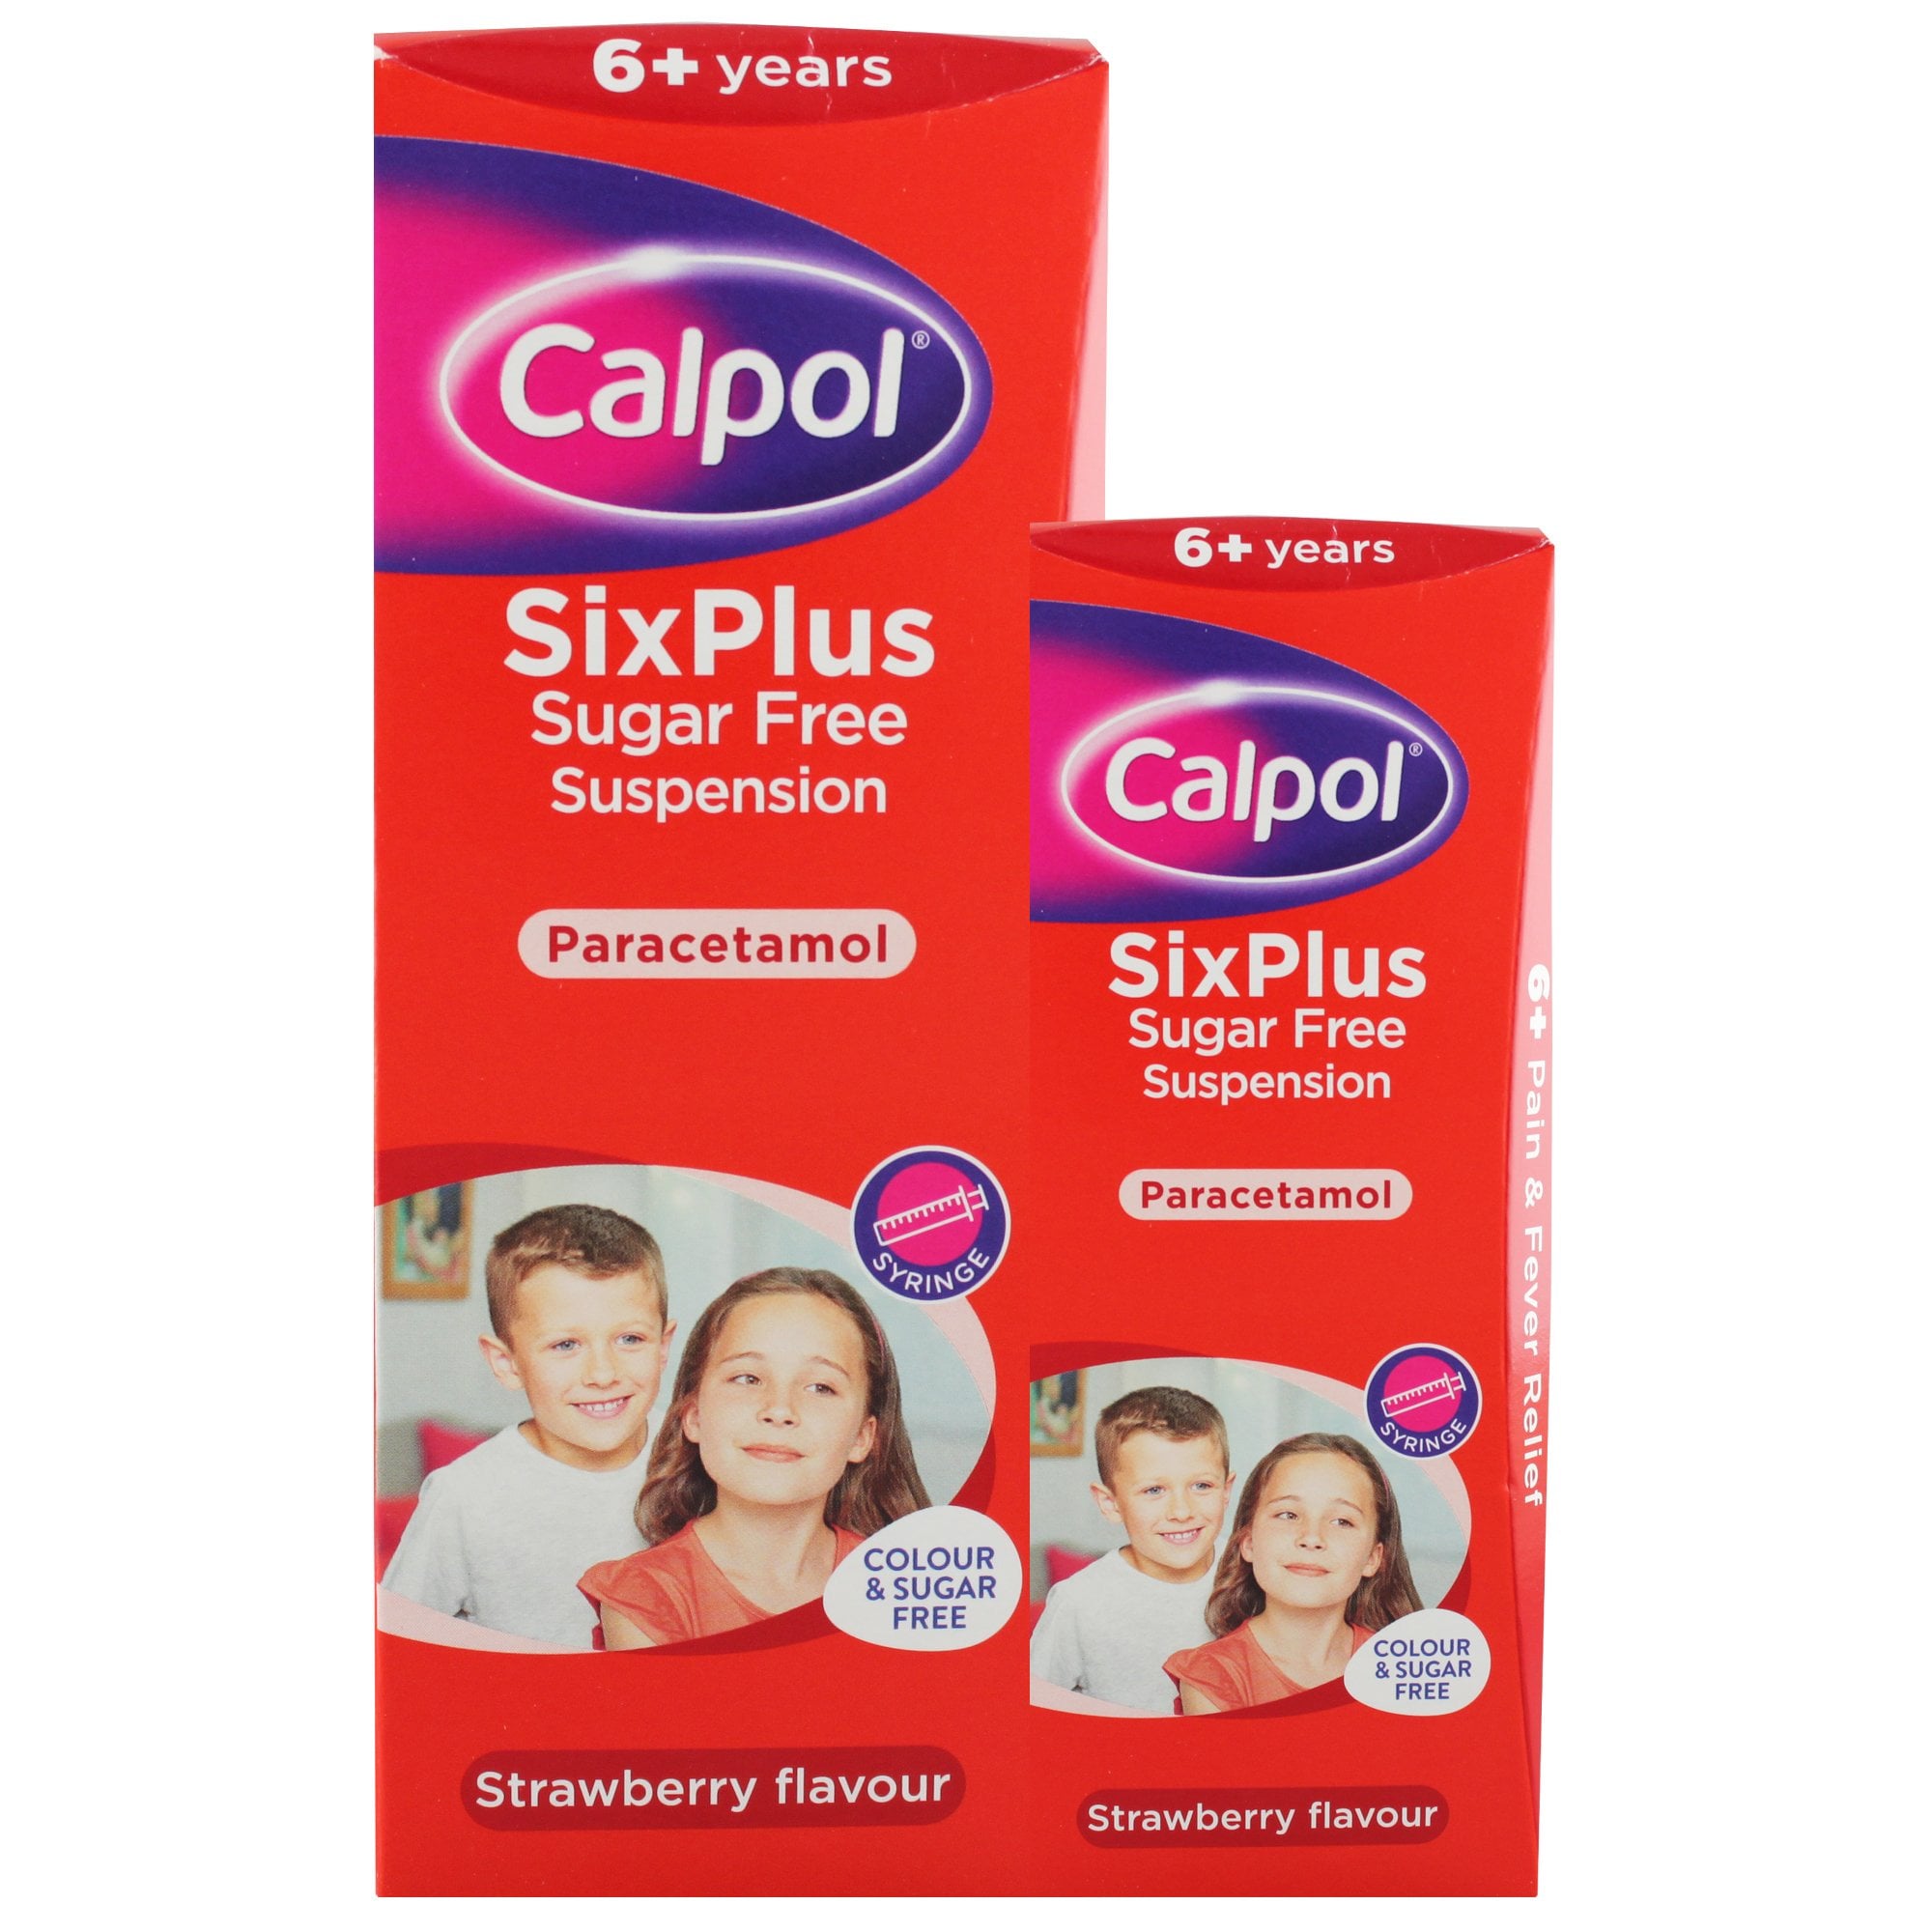 6+ years
Calpol®
SixPlus
Sugar Free
Suspension
Paracetamol
SYRINGE
COLOUR
& SUGAR
FREE
Strawberry flavour
6+ years
Calpol®
SixPlus
Sugar Free
Suspension
Paracetamol
SYRINGE
COLOUR
& SUGAR
FREE
Strawberry flavour
6+ Pain & Fever Relief